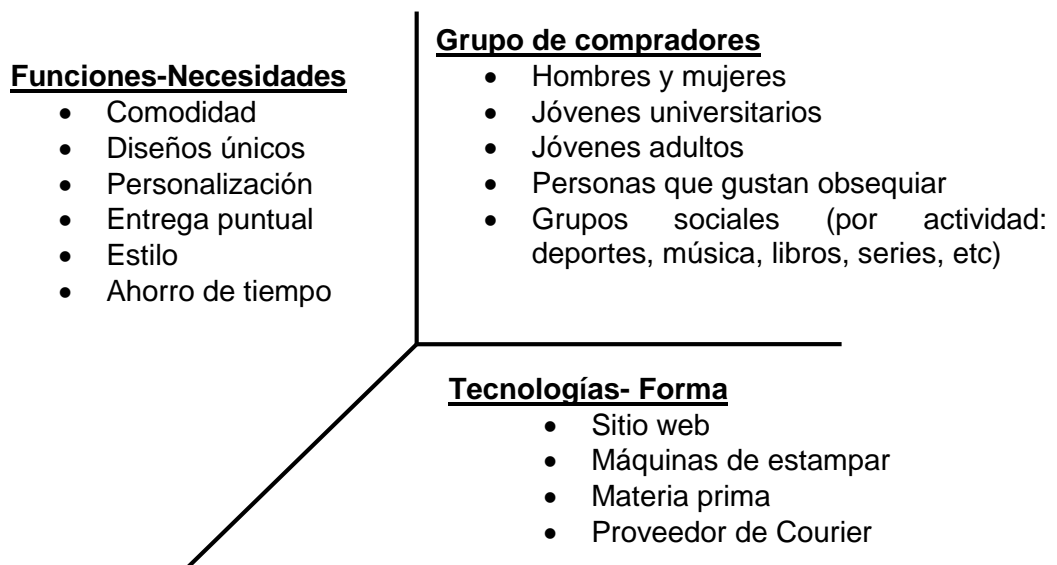 Funciones-Necesidades
• Comodidad
• Diseños únicos
• Personalización
• Entrega puntual
• Estilo
• Ahorro de tiempo
Grupo de compradores
• Hombres y mujeres
• Jóvenes universitarios
• Jóvenes adultos
• Personas que gustan obsequiar
• Grupos sociales (por actividad:
deportes, música, libros, series, etc)
Tecnologías- Forma
• Sitio web
• Máquinas de estampar
• Materia prima
• Proveedor de Courier